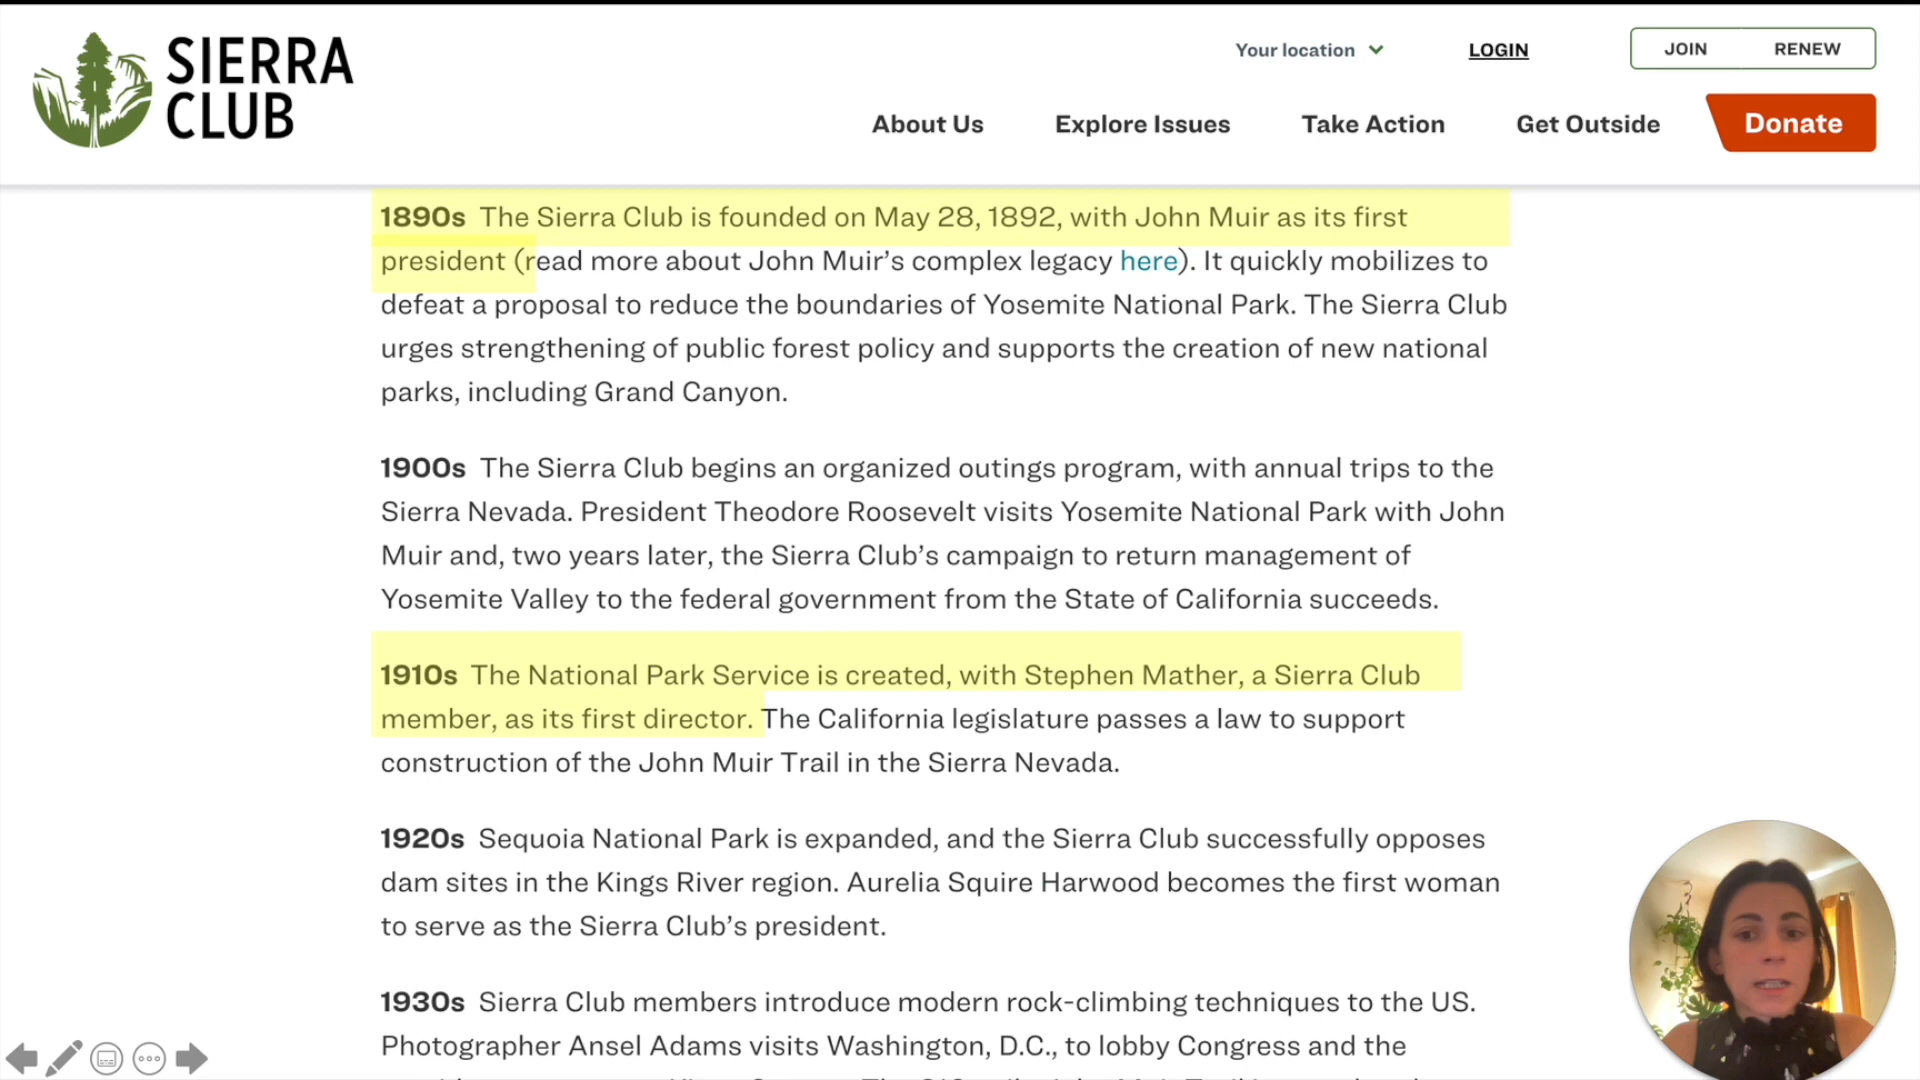 SIERRA
CLUB
Your location
LOGIN
JOIN
RENEW
About Us
Explore Issues
Take Action
Get Outside
Donate
1890s The Sierra Club is founded on May 28, 1892, with John Muir as its first
president (read more about John Muir’s complex legacy here). It quickly mobilizes to
defeat a proposal to reduce the boundaries of Yosemite National Park. The Sierra Club
urges strengthening of public forest policy and supports the creation of new national
parks, including Grand Canyon.
1900s The Sierra Club begins an organized outings program, with annual trips to the
Sierra Nevada. President Theodore Roosevelt visits Yosemite National Park with John
Muir and, two years later, the Sierra Club’s campaign to return management of
Yosemite Valley to the federal government from the State of California succeeds.
1910s The National Park Service is created, with Stephen Mather, a Sierra Club
member, as its first director. The California legislature passes a law to support
construction of the John Muir Trail in the Sierra Nevada.
1920s Sequoia National Park is expanded, and the Sierra Club successfully opposes
dam sites in the Kings River region. Aurelia Squire Harwood becomes the first woman
to serve as the Sierra Club’s president.
1930s Sierra Club members introduce modern rock-climbing techniques to the US.
Photographer Ansel Adams visits Washington, D.C., to lobby Congress and the